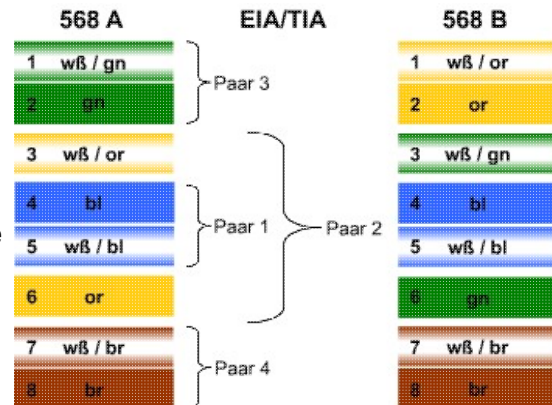 568 A EIA/TIA 568 B
1 wß / gn
2 gn
Paar 3
3 wß / or
4 bl
5 wß / bl
Paar 1
6 or
Paar 2
7 wß / br
8 br
Paar 4
1 wß / or
2 or
3 wß / gn
4 bl
5 wß / bl
6 gn
7 wß / br
8 br